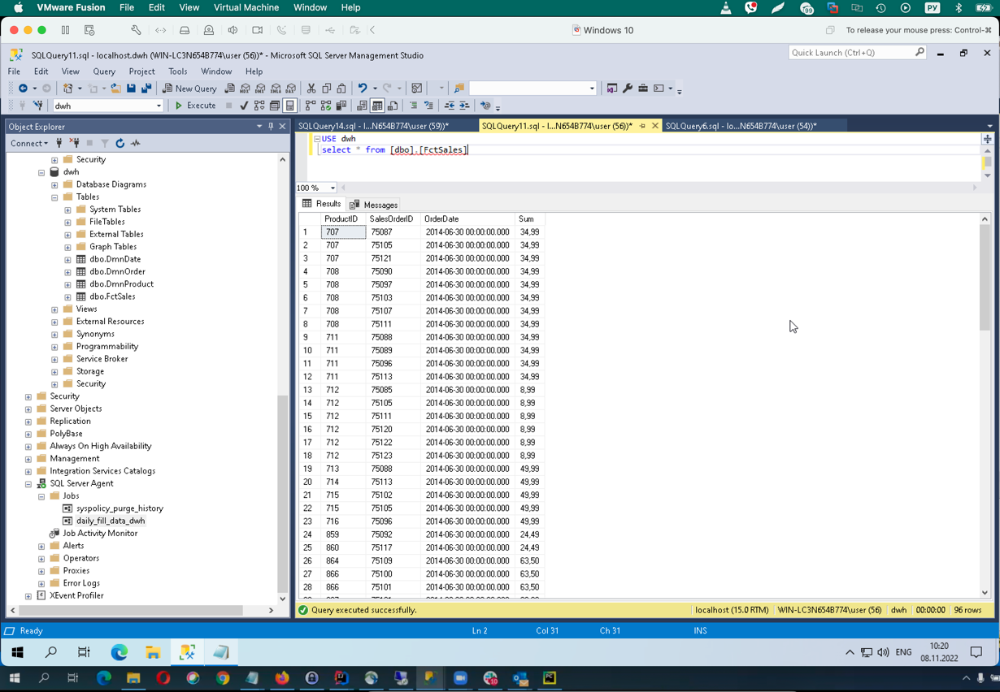 VMware Fusion File Edit View Virtual Machine Window Help
99 РУ
Windows 10 To release your mouse press: Control-⌘
SQLQuery11.sql - localhost.dwh (WIN-LC3N654B774\user (56))* - Microsoft SQL Server Management Studio
Quick Launch (Ctrl+Q)
File Edit View Query Project Tools Window Help
New Query
dwh Execute
Object Explorer
SQLQuery14.sql - l...N654B774\user (59))* SQLQuery11.sql - l...N654B774\user (56))* SQLQuery6.sql - lo...N654B774\user (54))*
Connect
USE dwh
select * from [dbo].[FctSales]
100 %
Results Messages
Security
dwh
Database Diagrams
Tables
System Tables
FileTables
External Tables
Graph Tables
dbo.DmnDate
dbo.DmnOrder
dbo.DmnProduct
dbo.FctSales
Views
External Resources
Synonyms
Programmability
Service Broker
Storage
Security
Security
Server Objects
Replication
PolyBase
Always On High Availability
Management
Integration Services Catalogs
SQL Server Agent
Jobs
syspolicy_purge_history
daily_fill_data_dwh
Job Activity Monitor
Alerts
Operators
Proxies
Error Logs
XEvent Profiler
ProductID SalesOrderID OrderDate Sum
1 707 75087 2014-06-30 00:00:00.000 34,99
2 707 75105 2014-06-30 00:00:00.000 34,99
3 707 75121 2014-06-30 00:00:00.000 34,99
4 708 75090 2014-06-30 00:00:00.000 34,99
5 708 75097 2014-06-30 00:00:00.000 34,99
6 708 75103 2014-06-30 00:00:00.000 34,99
7 708 75107 2014-06-30 00:00:00.000 34,99
8 708 75111 2014-06-30 00:00:00.000 34,99
9 711 75088 2014-06-30 00:00:00.000 34,99
10 711 75089 2014-06-30 00:00:00.000 34,99
11 711 75096 2014-06-30 00:00:00.000 34,99
12 711 75113 2014-06-30 00:00:00.000 34,99
13 712 75085 2014-06-30 00:00:00.000 8,99
14 712 75105 2014-06-30 00:00:00.000 8,99
15 712 75111 2014-06-30 00:00:00.000 8,99
16 712 75120 2014-06-30 00:00:00.000 8,99
17 712 75122 2014-06-30 00:00:00.000 8,99
18 712 75123 2014-06-30 00:00:00.000 8,99
19 713 75088 2014-06-30 00:00:00.000 49,99
20 714 75113 2014-06-30 00:00:00.000 49,99
21 715 75102 2014-06-30 00:00:00.000 49,99
22 715 75105 2014-06-30 00:00:00.000 49,99
23 716 75096 2014-06-30 00:00:00.000 49,99
24 859 75092 2014-06-30 00:00:00.000 24,49
25 860 75117 2014-06-30 00:00:00.000 24,49
26 864 75109 2014-06-30 00:00:00.000 63,50
27 866 75100 2014-06-30 00:00:00.000 63,50
28 866 75101 2014-06-30 00:00:00.000 63,50
Query executed successfully. localhost (15.0 RTM) WIN-LC3N654B774\user (56) dwh 00:00:00 96 rows
Ready Ln 2 Col 31 Ch 31 INS
ENG 10:20
08.11.2022